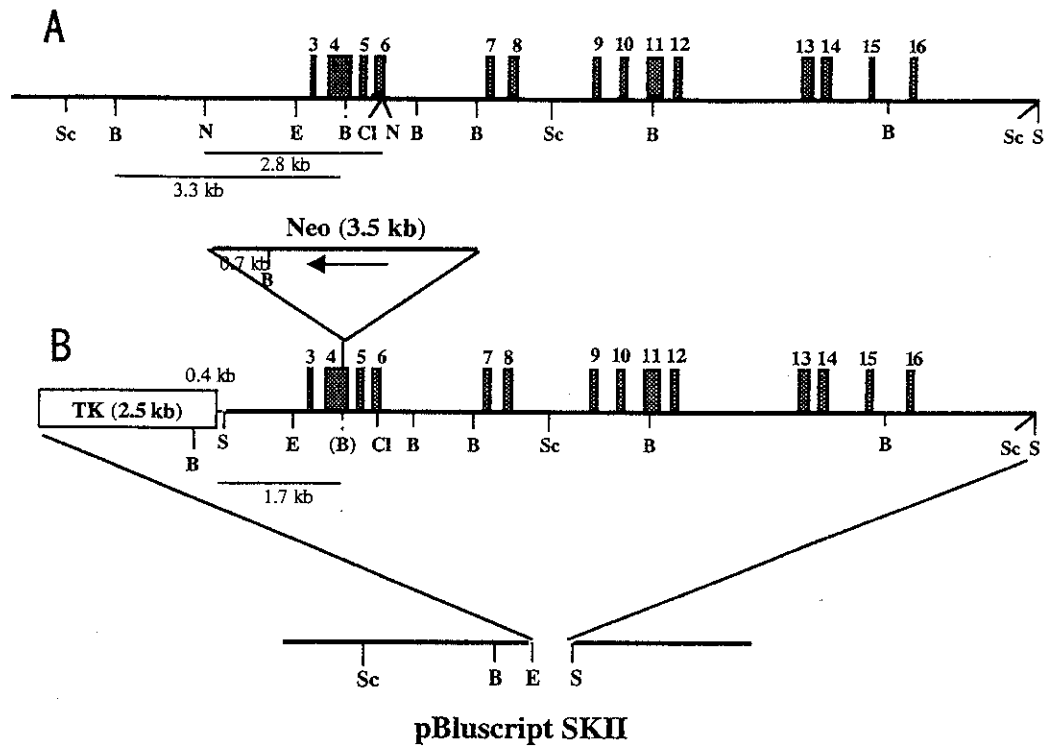 A
3 4 5 6 7 8 9 10 11 12 13 14 15 16
Sc B N E B Cl N B B Sc B B Sc S
2.8 kb
3.3 kb
Neo (3.5 kb)
0.7 kb
B
B
3 4 5 6 7 8 9 10 11 12 13 14 15 16
0.4 kb
TK (2.5 kb)
B S E (B) Cl B B Sc B B Sc S
1.7 kb
Sc B E S
pBluscript SKII